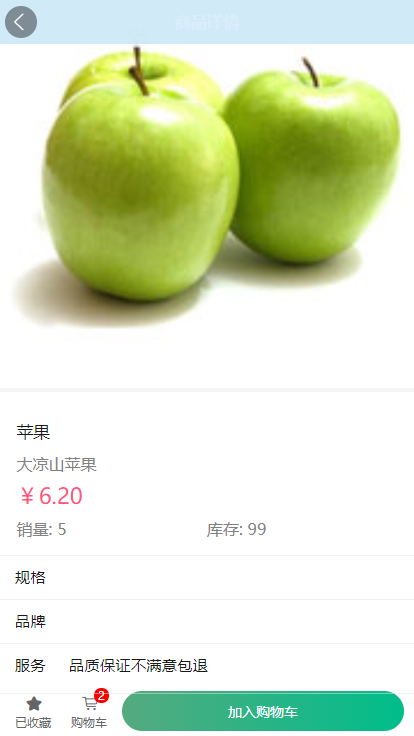 商品详情
苹果
大凉山苹果
￥6.20
销量: 5 库存: 99
规格
品牌
服务 品质保证不满意包退
2
已收藏 购物车 加入购物车